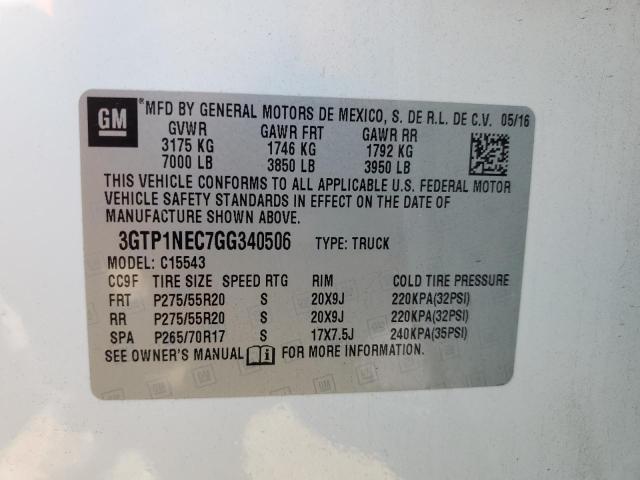 GM ® MFD BY GENERAL MOTORS DE MEXICO, S. DE R.L. DE C.V. 05/16
GVWR GAWR FRT GAWR RR
3175 KG 1746 KG 1792 KG
7000 LB 3850 LB 3950 LB
THIS VEHICLE CONFORMS TO ALL APPLICABLE U.S. FEDERAL MOTOR
VEHICLE SAFETY STANDARDS IN EFFECT ON THE DATE OF
MANUFACTURE SHOWN ABOVE.
3GTP1NEC7GG340506 TYPE: TRUCK
MODEL: C15543
CC9F TIRE SIZE SPEED RTG RIM COLD TIRE PRESSURE
FRT P275/55R20 S 20X9J 220KPA(32PSI)
RR P275/55R20 S 20X9J 220KPA(32PSI)
SPA P265/70R17 S 17X7.5J 240KPA(35PSI)
SEE OWNER'S MANUAL i FOR MORE INFORMATION.